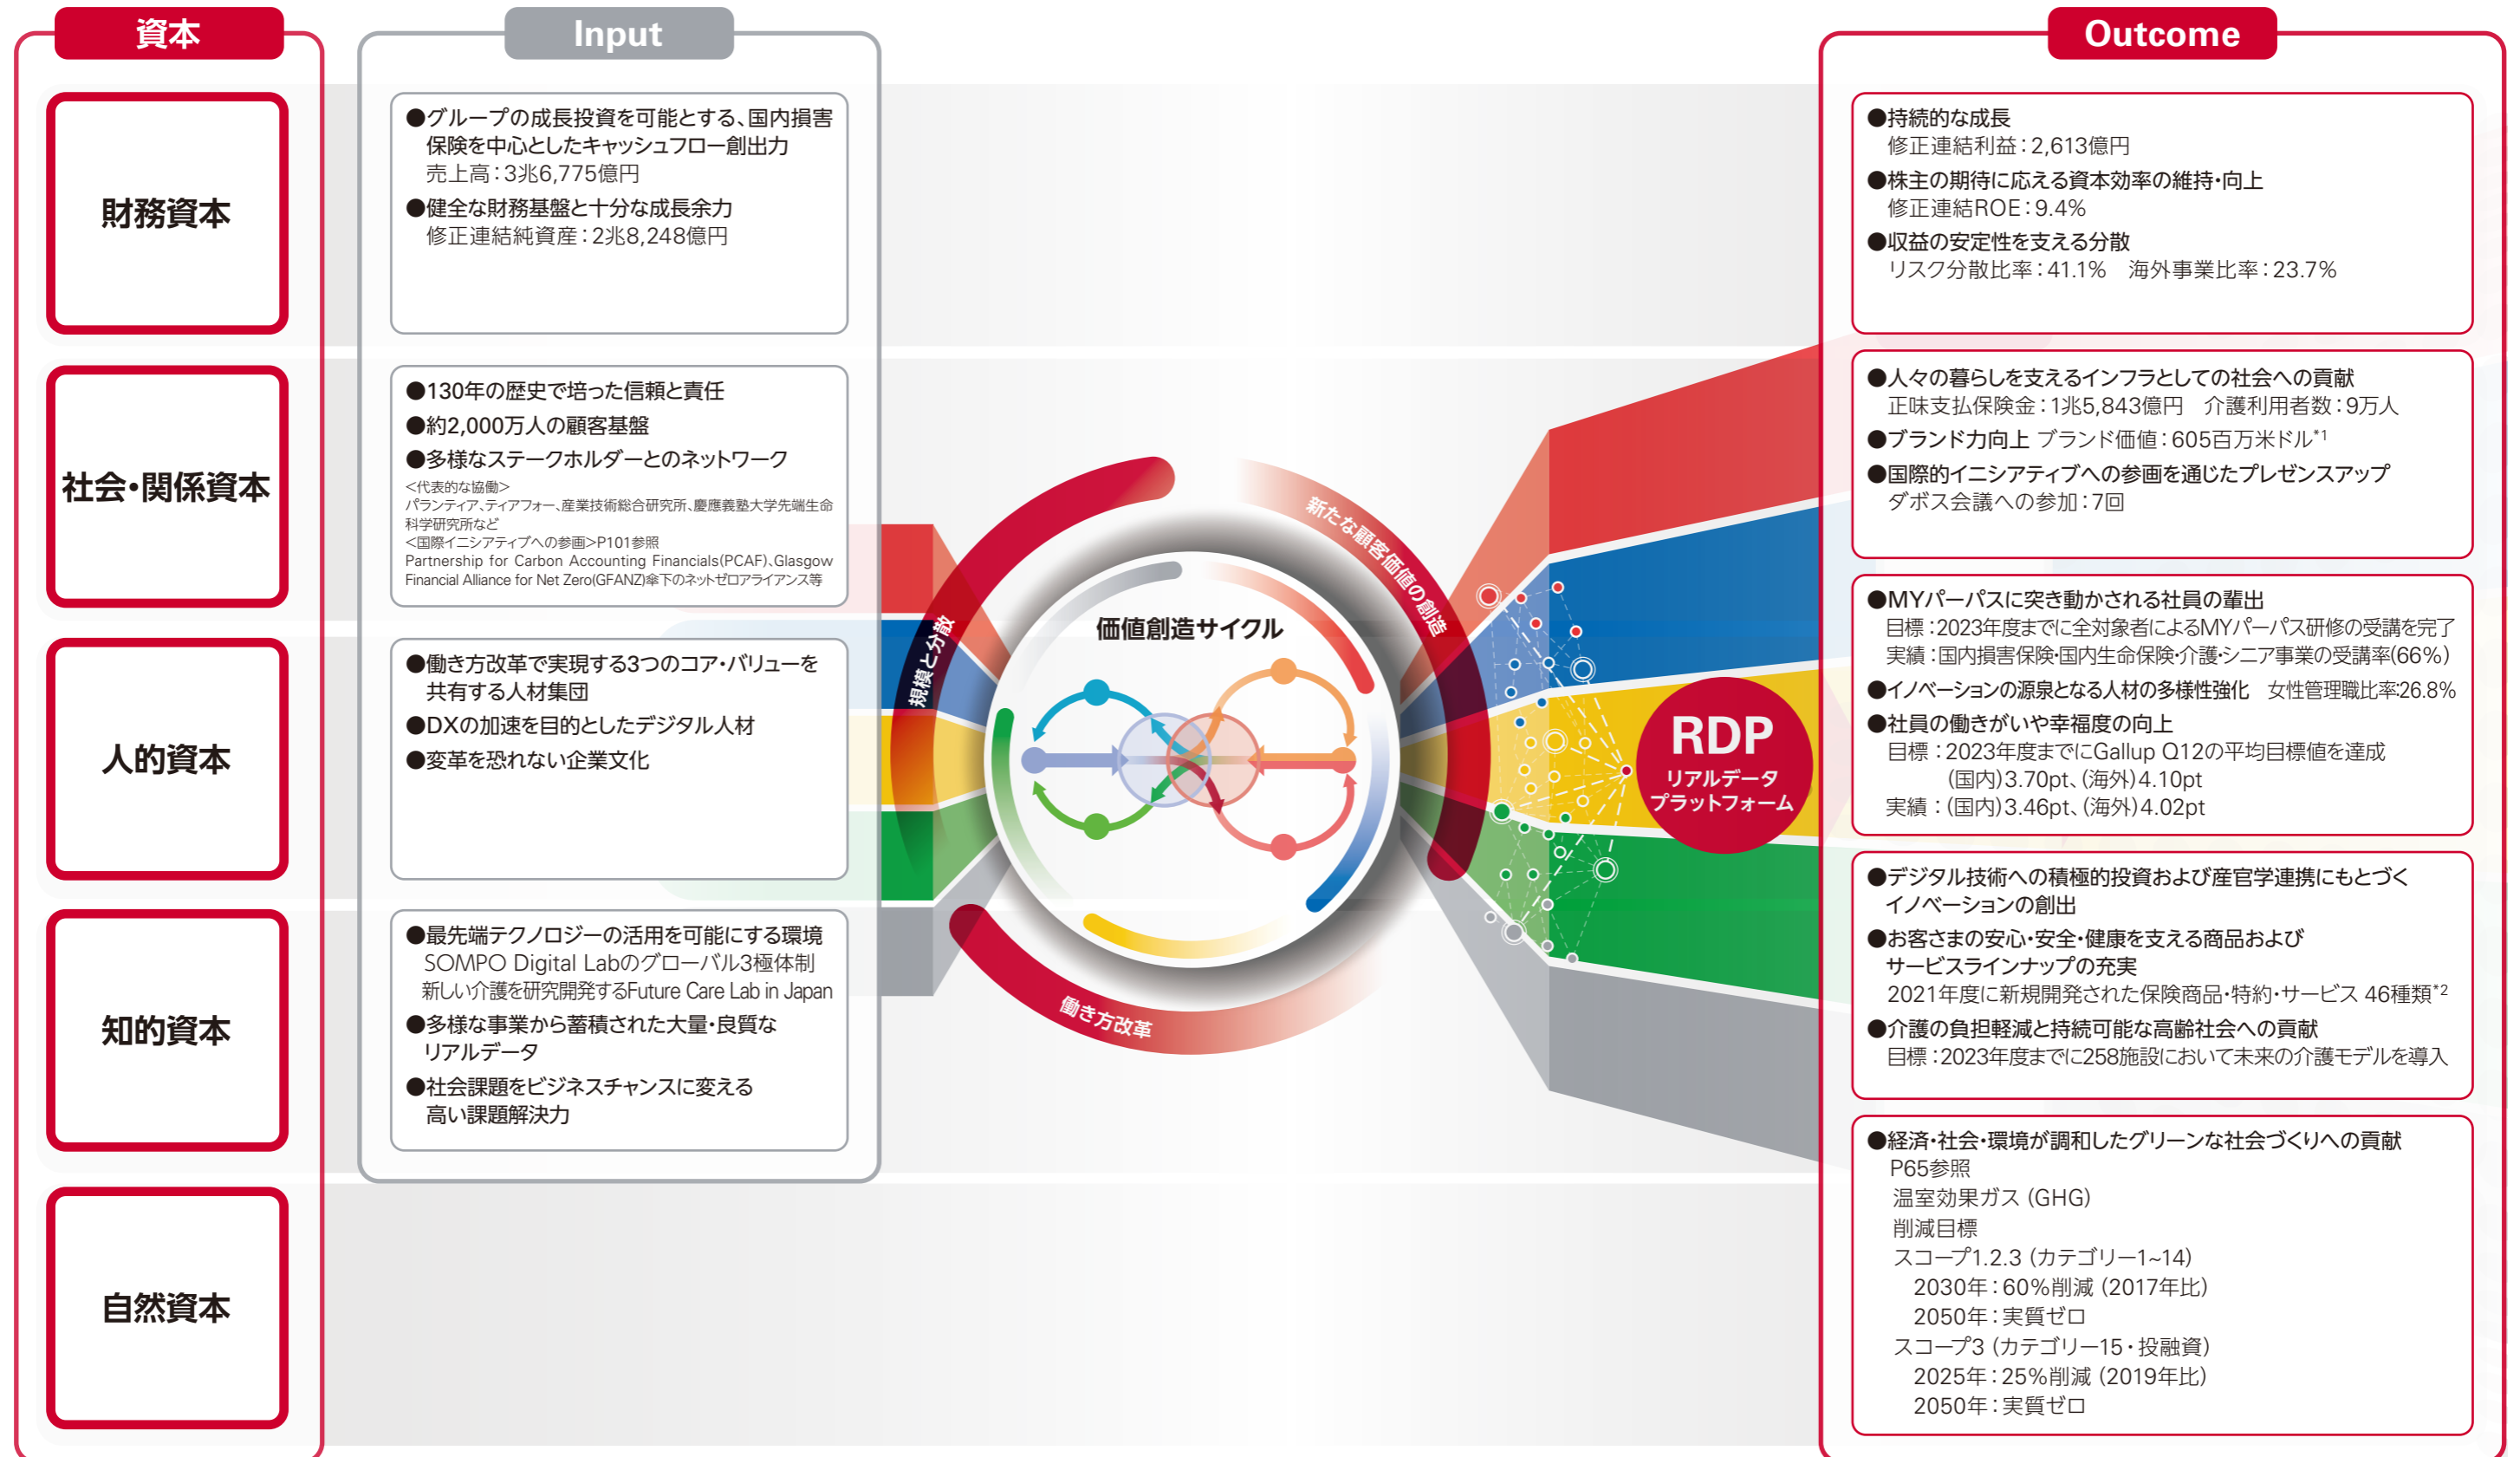 資本
Input
Outcome
財務資本
●グループの成長投資を可能とする、国内損害
保険を中心としたキャッシュフロー創出力
売上高：3兆6,775億円
●健全な財務基盤と十分な成長余力
修正連結純資産：2兆8,248億円
●持続的な成長
修正連結利益：2,613億円
●株主の期待に応える資本効率の維持・向上
修正連結ROE：9.4%
●収益の安定性を支える分散
リスク分散比率：41.1%　海外事業比率：23.7%
社会・関係資本
●130年の歴史で培った信頼と責任
●約2,000万人の顧客基盤
●多様なステークホルダーとのネットワーク
<代表的な協働>
パランティア、ティアフォー、産業技術総合研究所、慶應義塾大学先端生命
科学研究所など
<国際イニシアティブへの参画>P101参照
Partnership for Carbon Accounting Financials(PCAF)、Glasgow
Financial Alliance for Net Zero(GFANZ)傘下のネットゼロアライアンス等
●人々の暮らしを支えるインフラとしての社会への貢献
正味支払保険金：1兆5,843億円　介護利用者数：9万人
●ブランド力向上 ブランド価値：605百万米ドル*1
●国際的イニシアティブへの参画を通じたプレゼンスアップ
ダボス会議への参加：7回
人的資本
●働き方改革で実現する3つのコア・バリューを
共有する人材集団
●DXの加速を目的としたデジタル人材
●変革を恐れない企業文化
規模と分散
新たな顧客価値の創造
働き方改革
価値創造サイクル
RDP
リアルデータ
プラットフォーム
●MYパーパスに突き動かされる社員の輩出
目標：2023年度までに全対象者によるMYパーパス研修の受講を完了
実績：国内損害保険・国内生命保険・介護・シニア事業の受講率(66%)
●イノベーションの源泉となる人材の多様性強化　女性管理職比率：26.8%
●社員の働きがいや幸福度の向上
目標：2023年度までにGallup Q12の平均目標値を達成
(国内)3.70pt、(海外)4.10pt
実績：(国内)3.46pt、(海外)4.02pt
知的資本
●最先端テクノロジーの活用を可能にする環境
SOMPO Digital Labのグローバル3極体制
新しい介護を研究開発するFuture Care Lab in Japan
●多様な事業から蓄積された大量・良質な
リアルデータ
●社会課題をビジネスチャンスに変える
高い課題解決力
●デジタル技術への積極的投資および産官学連携にもとづく
イノベーションの創出
●お客さまの安心・安全・健康を支える商品および
サービスラインナップの充実
2021年度に新規開発された保険商品・特約・サービス 46種類*2
●介護の負担軽減と持続可能な高齢社会への貢献
目標：2023年度までに258施設において未来の介護モデルを導入
自然資本
●経済・社会・環境が調和したグリーンな社会づくりへの貢献
P65参照
温室効果ガス (GHG)
削減目標
スコープ1.2.3 (カテゴリー1~14)
2030年：60%削減 (2017年比)
2050年：実質ゼロ
スコープ3 (カテゴリー15・投融資)
2025年：25%削減 (2019年比)
2050年：実質ゼロ